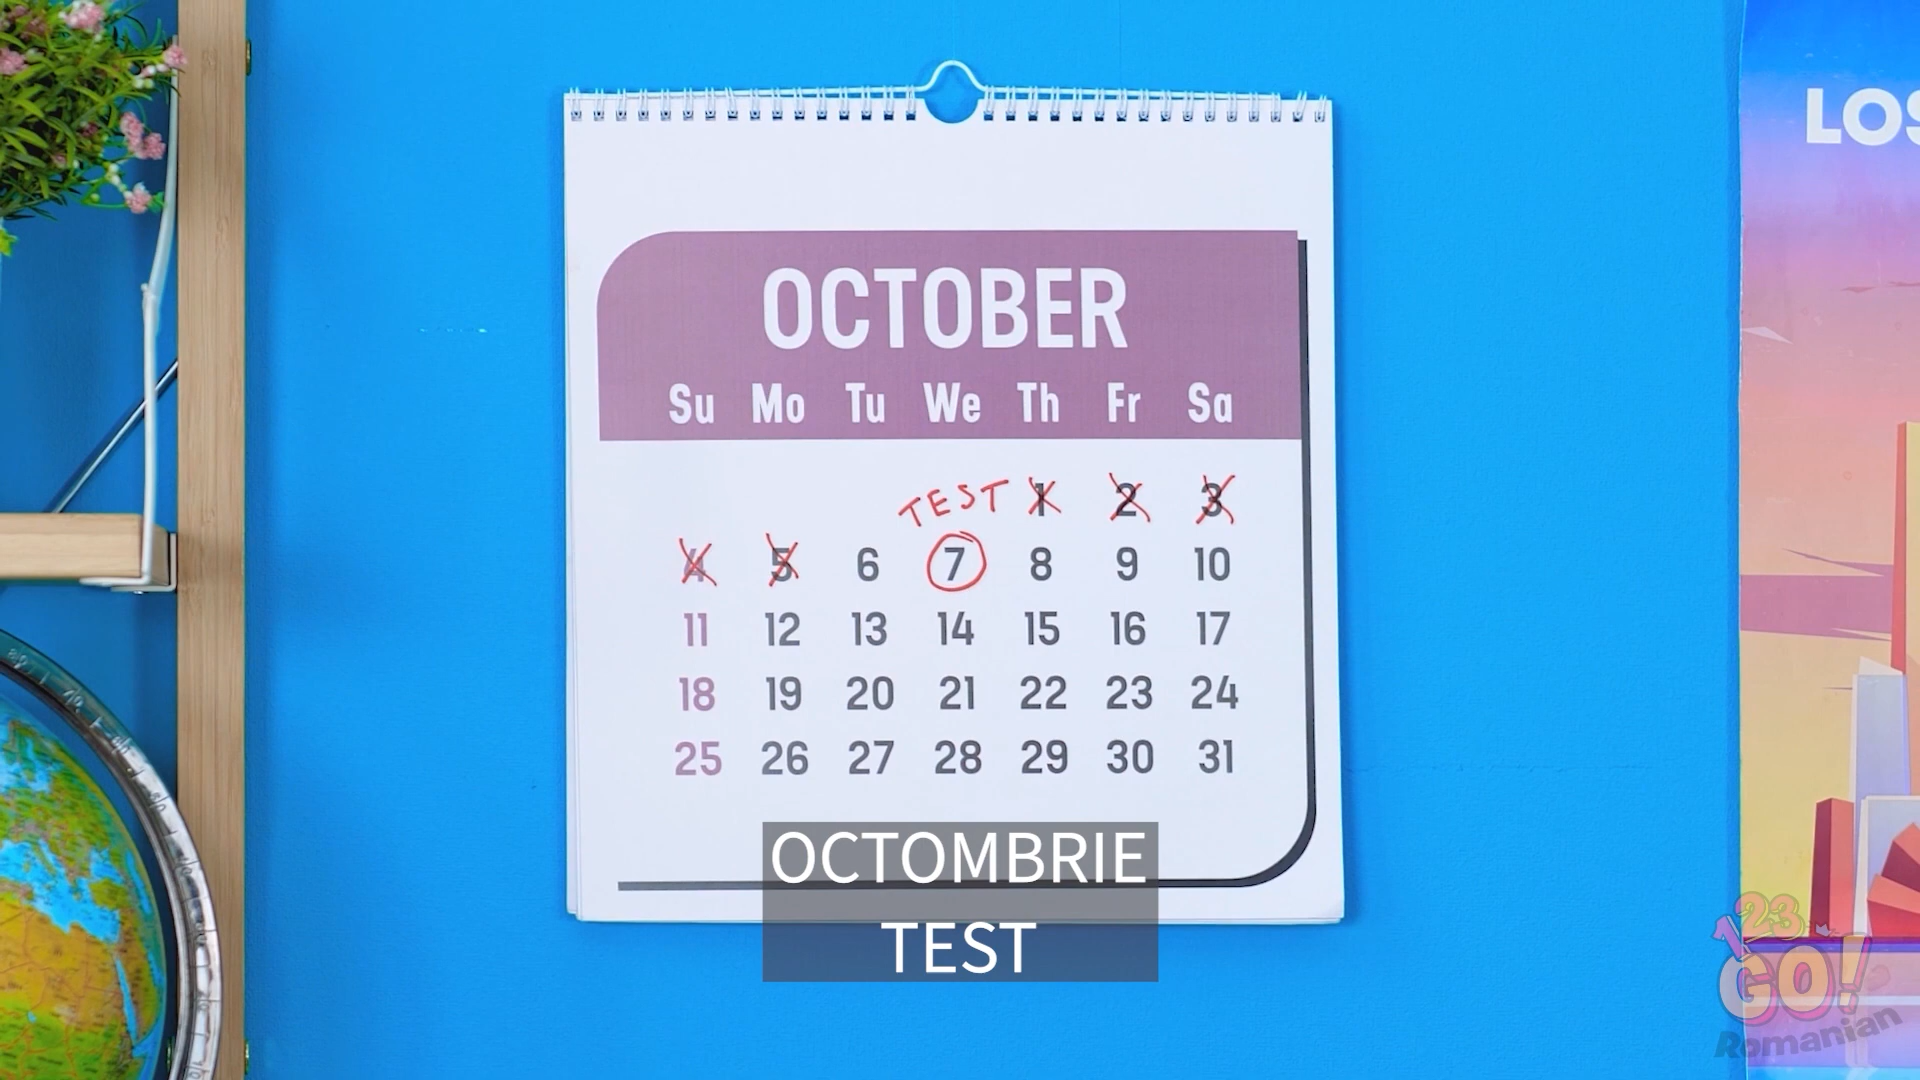 LOS
OCTOBER
Su Mo Tu We Th Fr Sa
TEST 1 2 3
4 5 6 7 8 9 10
11 12 13 14 15 16 17
18 19 20 21 22 23 24
25 26 27 28 29 30 31
OCTOMBRIE
TEST
123
GO!
Romanian